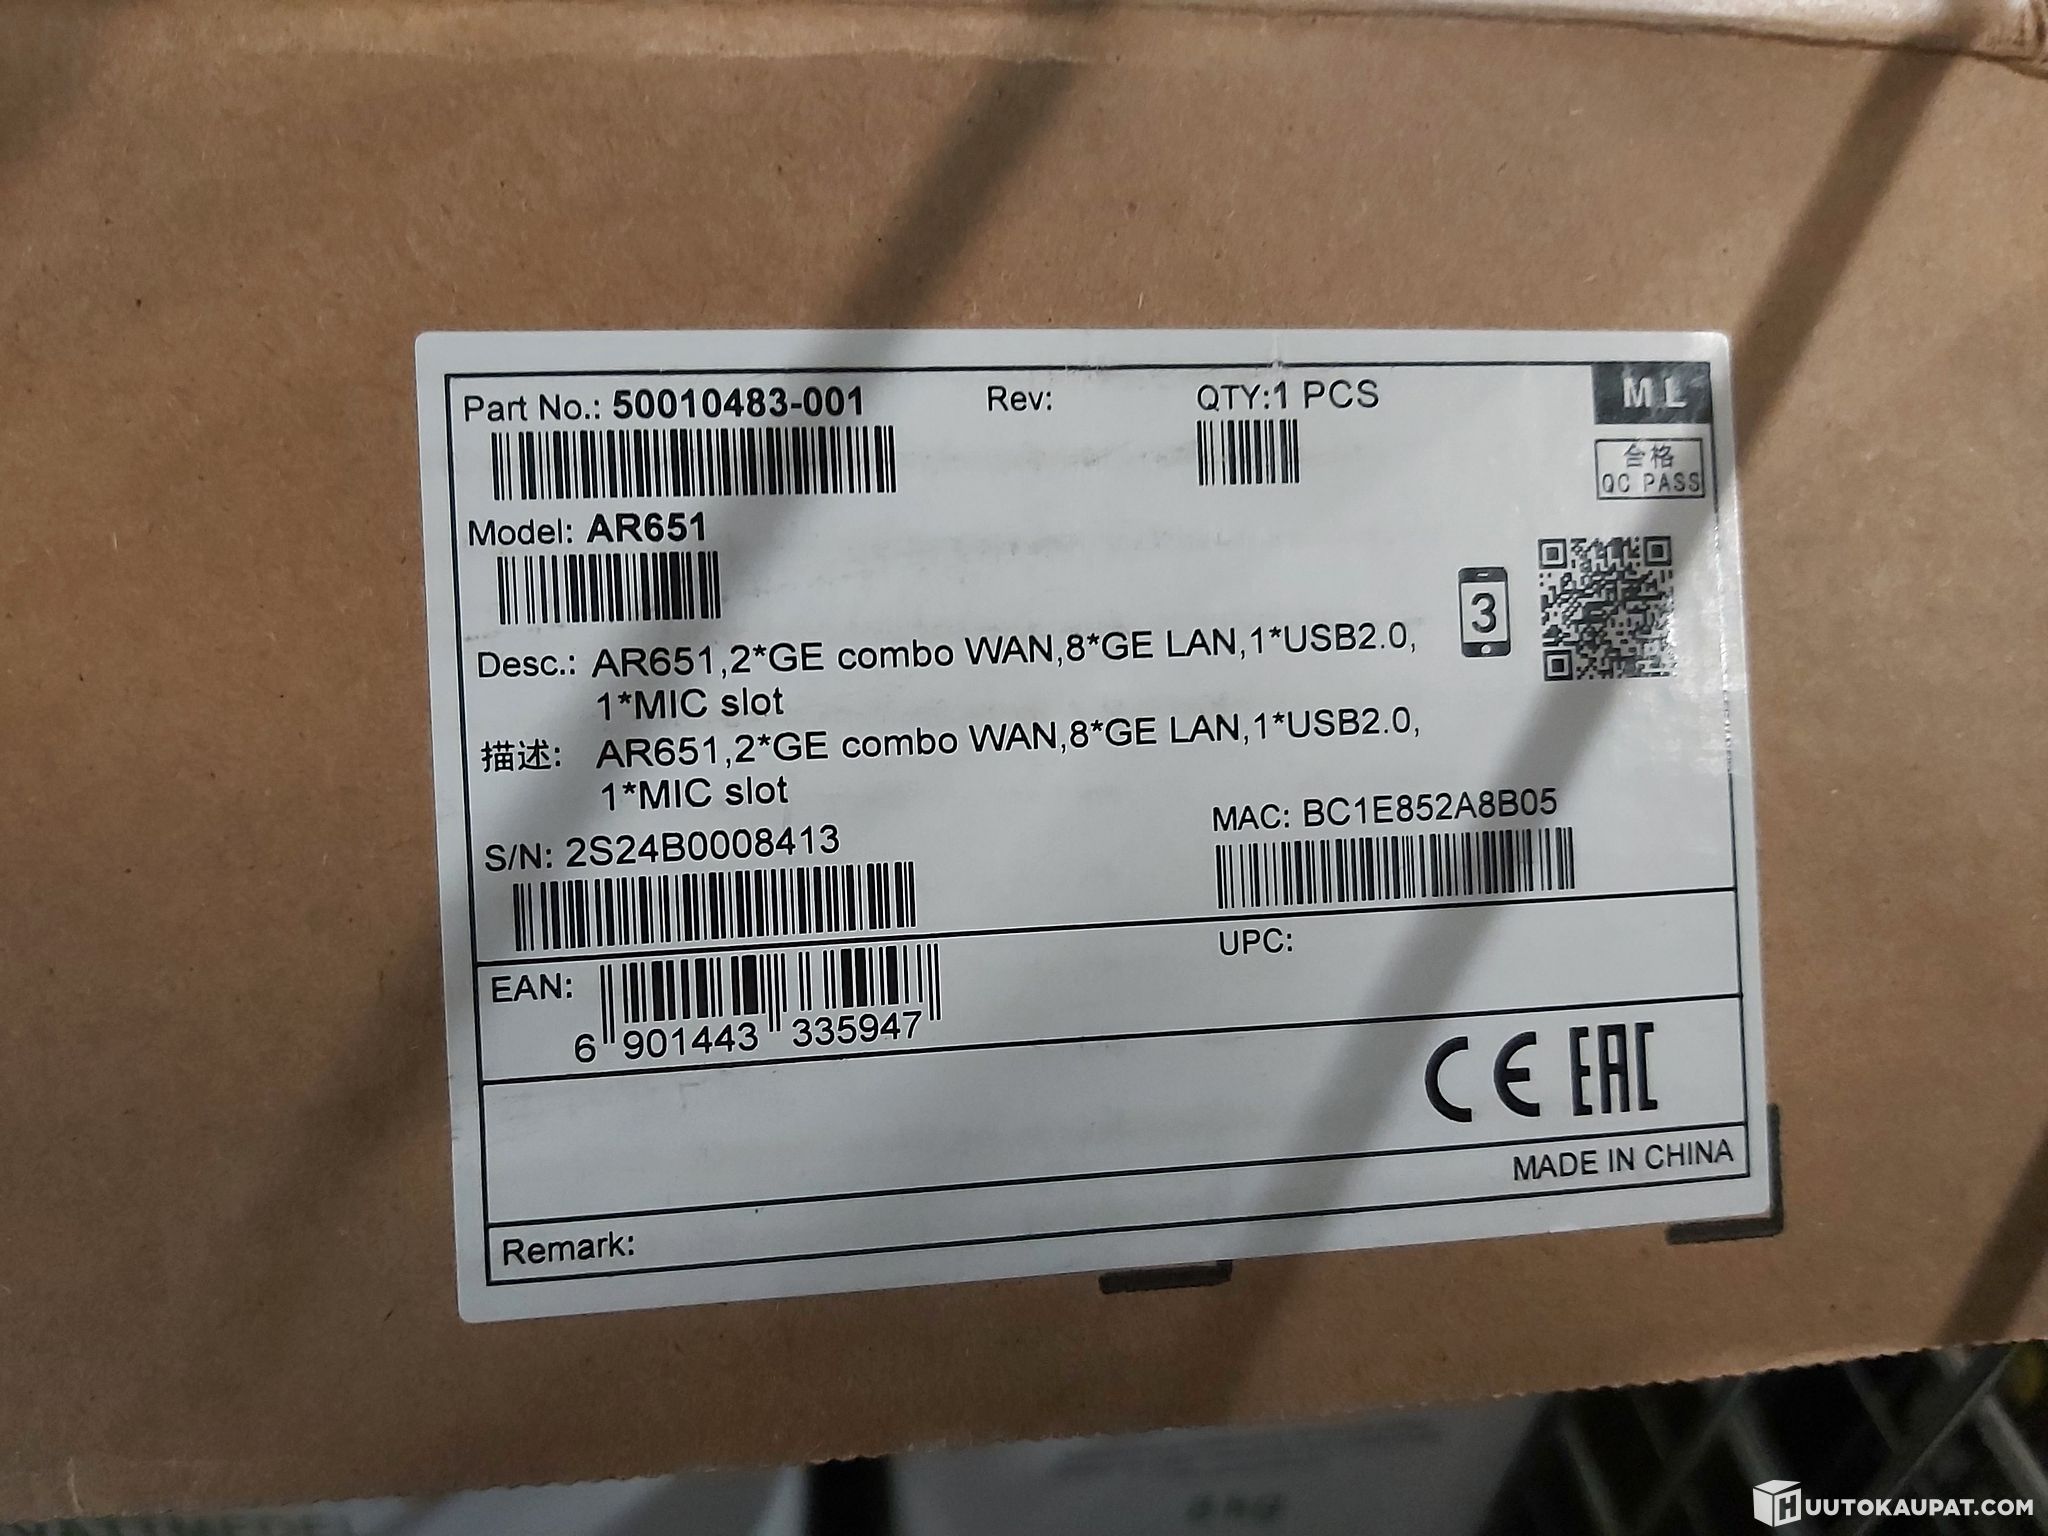 Part No.: 50010483-001 Rev: QTY:1 PCS M L
合格
QC PASS
Model: AR651
3
Desc.: AR651,2*GE combo WAN,8*GE LAN,1*USB2.0,
1*MIC slot
描述: AR651,2*GE combo WAN,8*GE LAN,1*USB2.0,
1*MIC slot
S/N: 2S24B0008413 MAC: BC1E852A8B05
EAN: UPC:
6 901443 335947
CE EAC
MADE IN CHINA
Remark:
HUUTOKAUPAT.COM